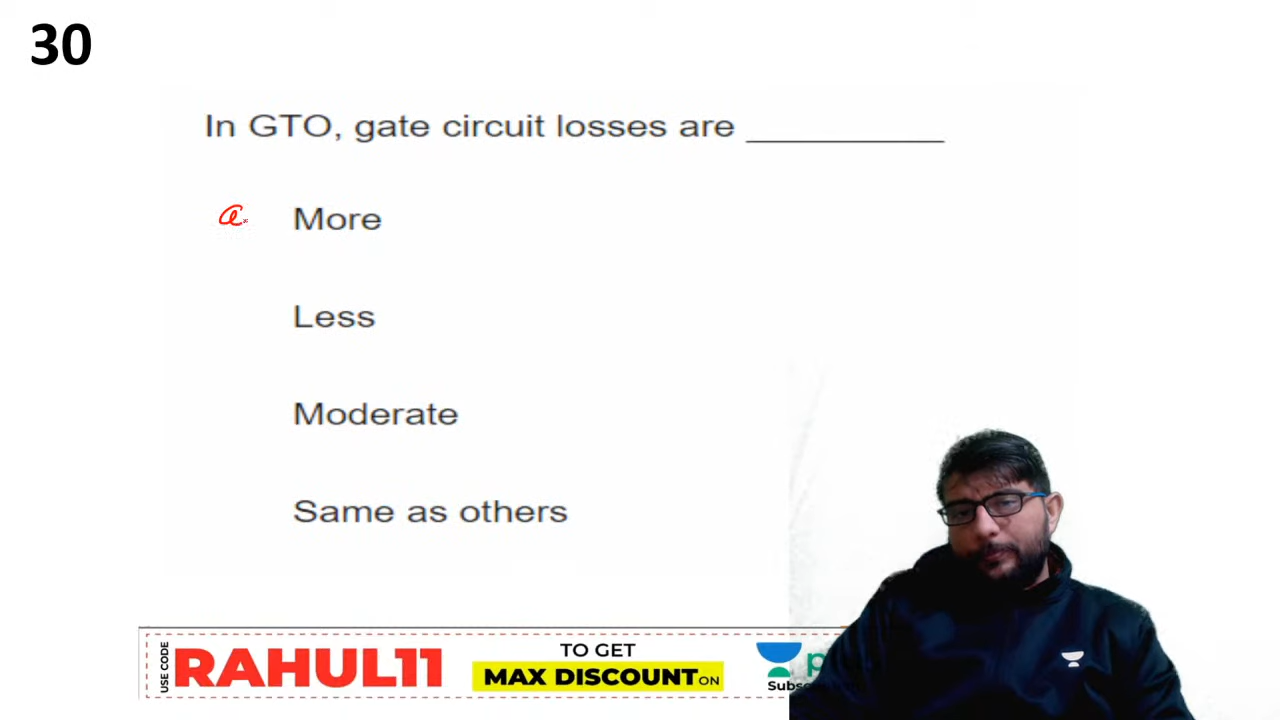 30
In GTO, gate circuit losses are __________
a. More
Less
Moderate
Same as others
USE CODE
RAHUL11
TO GET
MAX DISCOUNT ON